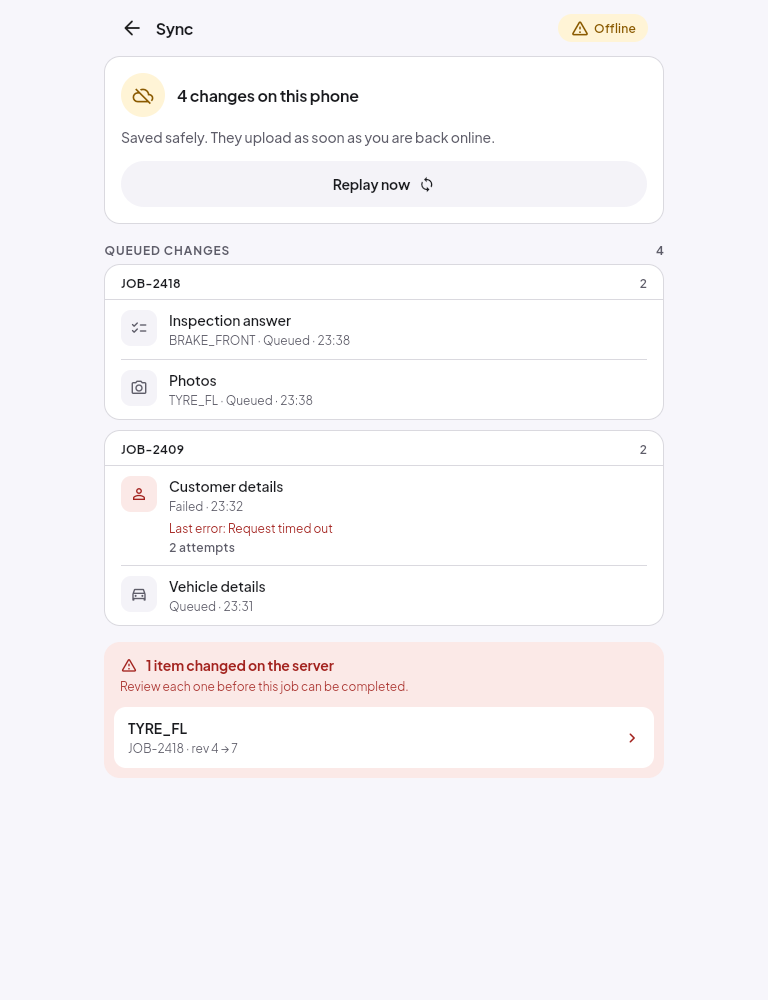 Sync
Offline
4 changes on this phone
Saved safely. They upload as soon as you are back online.
Replay now
QUEUED CHANGES 4
JOB-2418 2
Inspection answer
BRAKE_FRONT · Queued · 23:38
Photos
TYRE_FL · Queued · 23:38
JOB-2409 2
Customer details
Failed · 23:32
Last error: Request timed out
2 attempts
Vehicle details
Queued · 23:31
1 item changed on the server
Review each one before this job can be completed.
TYRE_FL
JOB-2418 · rev 4 → 7